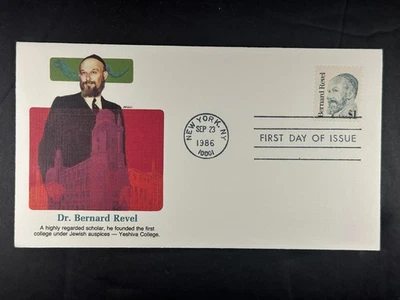 Bernard Revel
$1
NEW YORK, NY
SEP 23
1986
10001
FIRST DAY OF ISSUE
Dr. Bernard Revel
A highly regarded scholar, he founded the first
college under Jewish auspices — Yeshiva College.